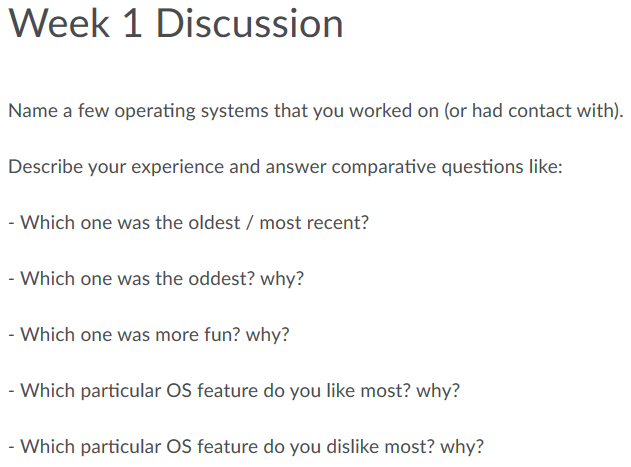 Week 1 Discussion
Name a few operating systems that you worked on (or had contact with).
Describe your experience and answer comparative questions like:
- Which one was the oldest / most recent?
- Which one was the oddest? why?
- Which one was more fun? why?
- Which particular OS feature do you like most? why?
- Which particular OS feature do you dislike most? why?